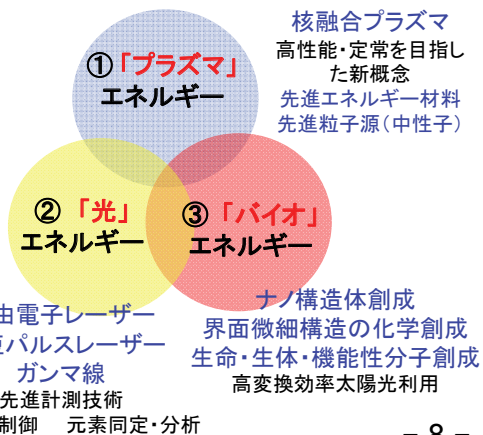 核融合プラズマ
高性能・定常を目指し
た新概念
先進エネルギー材料
先進粒子源（中性子）
①「プラズマ」
エネルギー
②「光」
エネルギー
③「バイオ」
エネルギー
由電子レーザー
パルスレーザー
ガンマ線
先進計測技術
制御　元素同定・分析
ナノ構造体創成
界面微細構造の化学創成
生命・生体・機能性分子創成
高変換効率太陽光利用
- 8 -